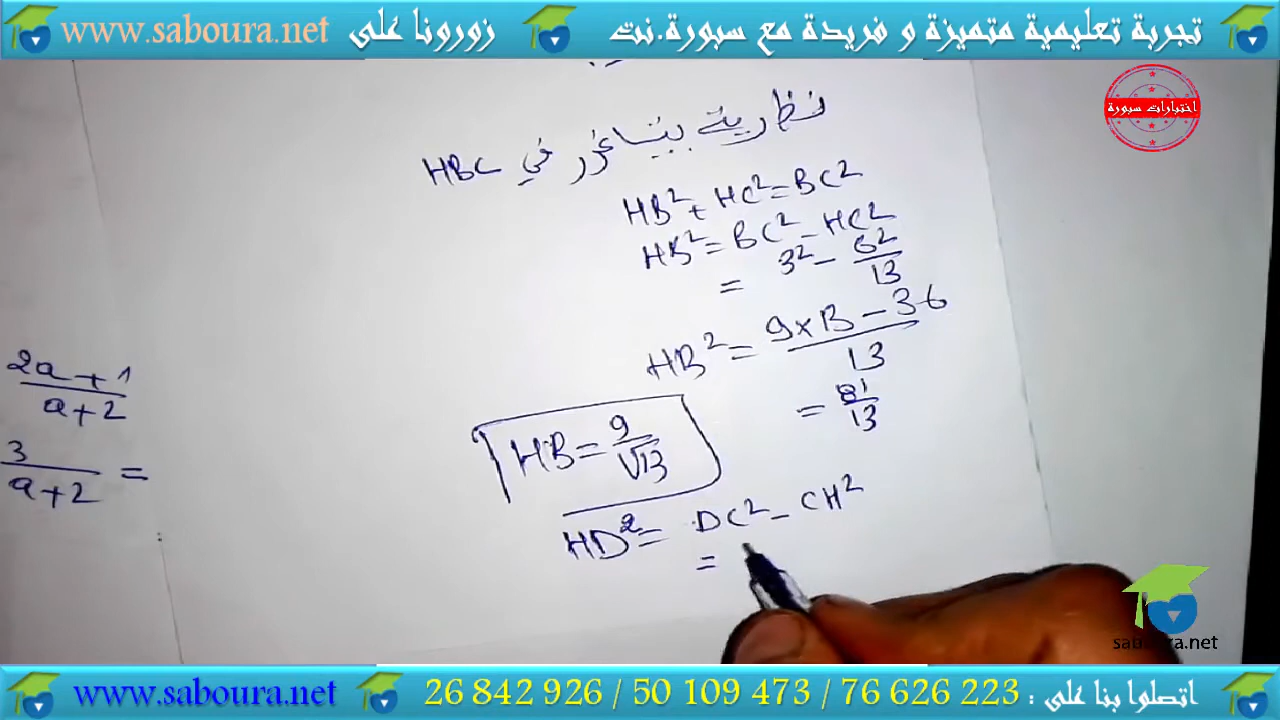 تجربة تعليمية متميزة و فريدة مع سبورة.نت زورونا على www.saboura.net
اختبارات سبورة
نظرية بيتاغور في HBC
HB² + HC² = BC²
HB² = BC² - HC²
= 3² - 6²/13
HB² = 9×13 - 36/13
= 81/13
HB = 9/√13
HD² = DC² - CH²
=
2a+1/a+2
3/a+2 =
saboura.net
اتصلوا بنا على : 223 626 76 / 473 109 50 / 926 842 26 www.saboura.net